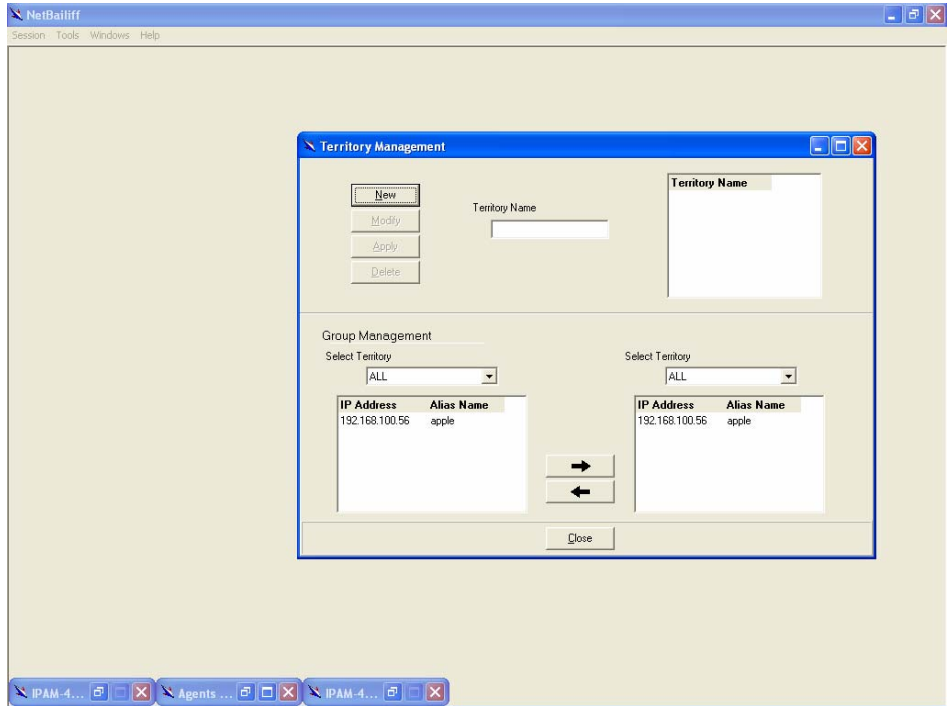 NetBailiff
Session Tools Windows Help
Territory Management
New
Modify
Apply
Delete
Territory Name
Territory Name
Group Management
Select Territory
ALL
IP Address Alias Name
192.168.100.56 apple
Select Territory
ALL
IP Address Alias Name
192.168.100.56 apple
Close
IPAM-4... Agents ... IPAM-4...